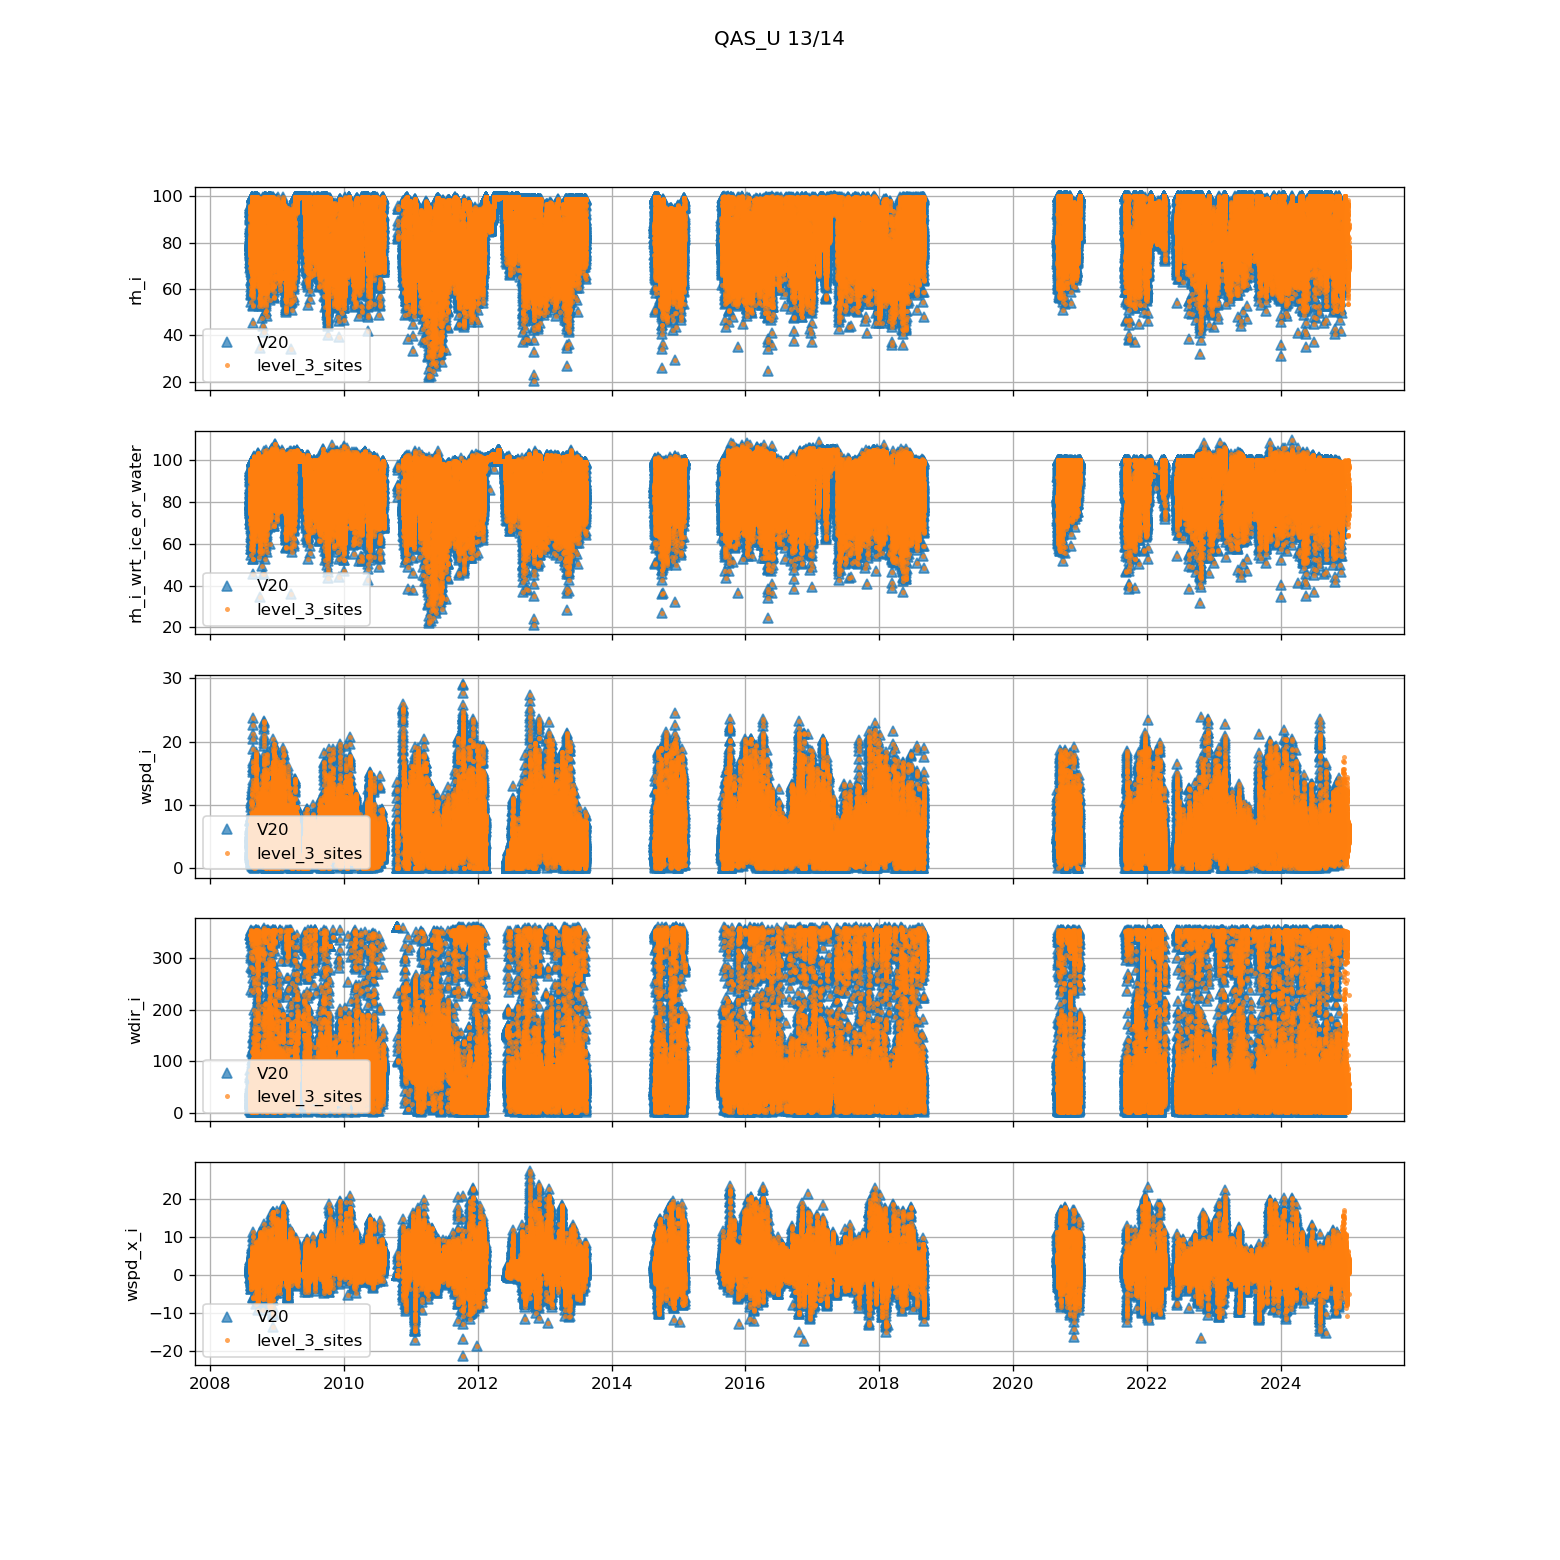 QAS_U 13/14
100
80
60
40
20
rh_i
V20
level_3_sites
100
80
60
40
20
rh_i_wrt_ice_or_water
V20
level_3_sites
30
20
10
0
wspd_i
V20
level_3_sites
300
200
100
0
wdir_i
V20
level_3_sites
20
10
0
−10
−20
wspd_x_i
V20
level_3_sites
2008 2010 2012 2014 2016 2018 2020 2022 2024